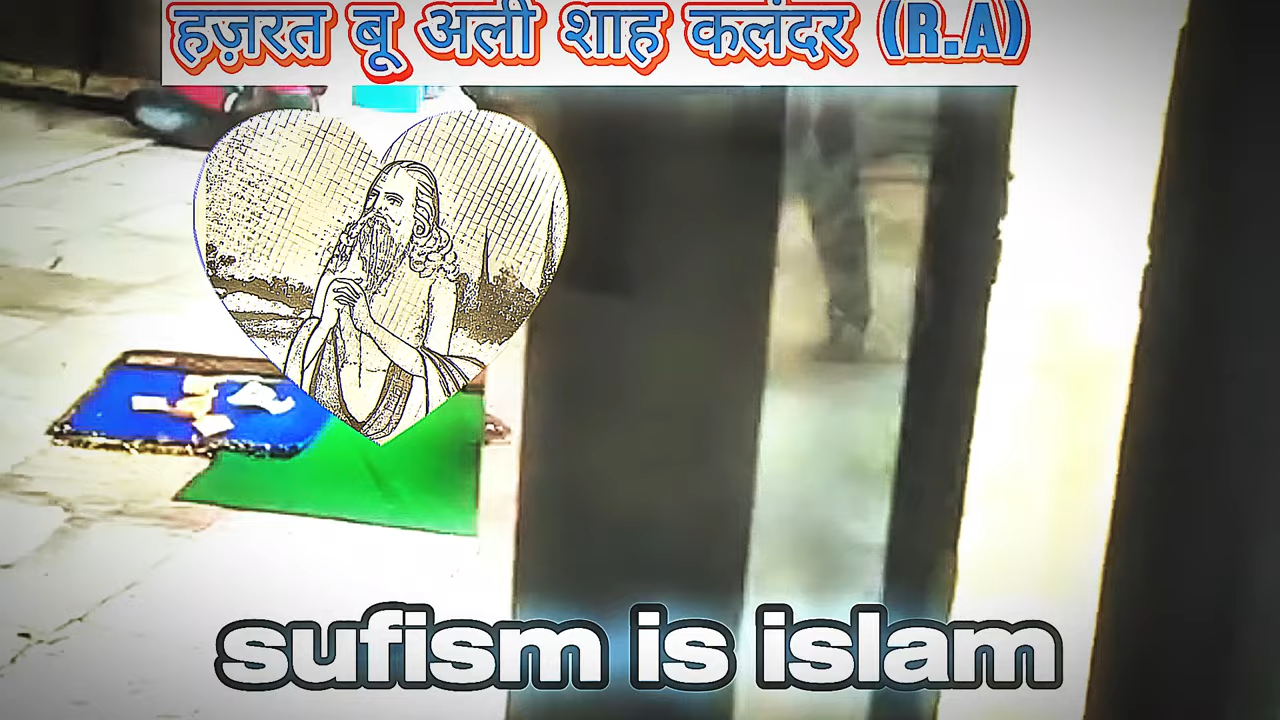 हज़रत बू अली शाह कलंदर (R.A)
sufism is islam